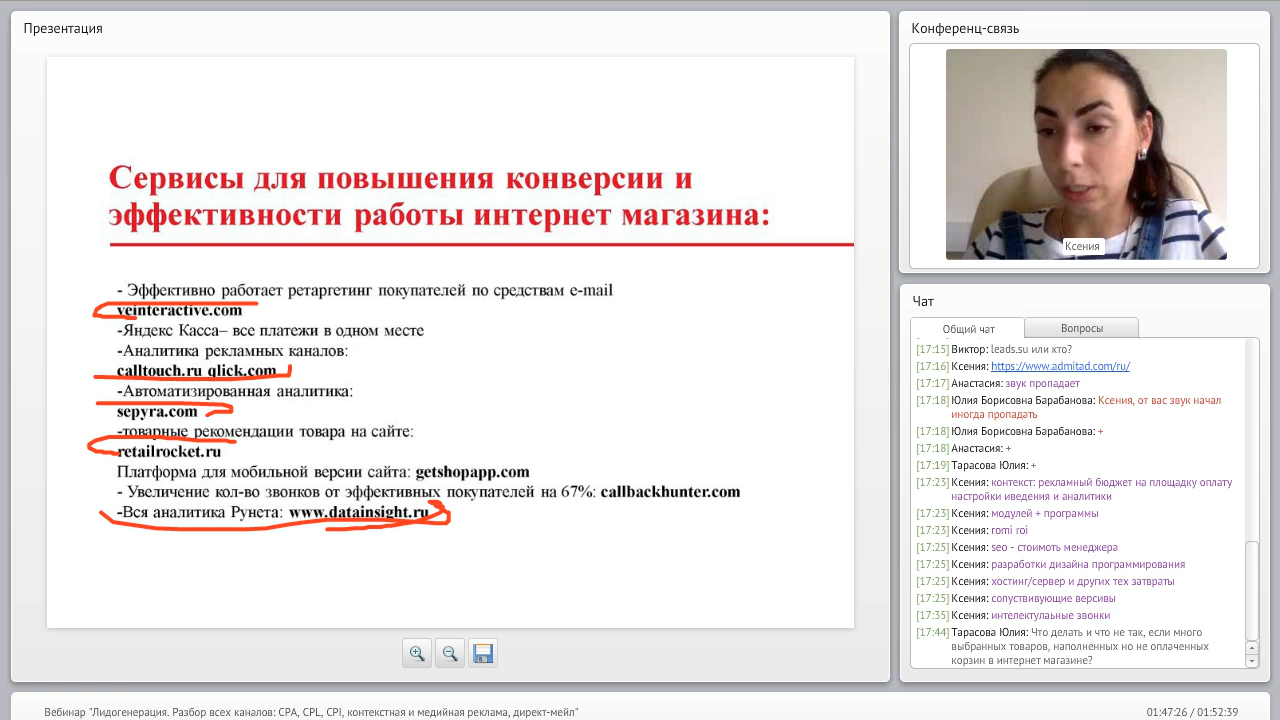 Презентация
Сервисы для повышения конверсии и
эффективности работы интернет магазина:
- Эффективно работает ретаргетинг покупателей по средствам e-mail
veinteractive.com
-Яндекс Касса– все платежи в одном месте
-Аналитика рекламных каналов:
calltouch.ru qlick.com
-Автоматизированная аналитика:
sepyra.com
-товарные рекомендации товара на сайте:
retailrocket.ru
Платформа для мобильной версии сайта: getshopapp.com
- Увеличение кол-во звонков от эффективных покупателей на 67%: callbackhunter.com
-Вся аналитика Рунета: www.datainsight.ru
Конференц-связь
Ксения
Чат
Общий чат
Вопросы
[17:15] Виктор: leads.su или кто?
[17:16] Ксения: https://www.admitad.com/ru/
[17:17] Анастасия: звук пропадает
[17:18] Юлия Борисовна Барабанова: Ксения, от вас звук начал
иногда пропадать
[17:18] Юлия Борисовна Барабанова: +
[17:18] Анастасия: +
[17:19] Тарасова Юлия: +
[17:23] Ксения: контекст: рекламный бюджет на площадку оплату
настройки иведения и аналитики
[17:23] Ксения: модулей + программы
[17:23] Ксения: romi roi
[17:25] Ксения: seo - стоимоть менеджера
[17:25] Ксения: разработки дизайна программирования
[17:25] Ксения: хостинг/сервер и других тех затвраты
[17:25] Ксения: сопуствивующие версивы
[17:35] Ксения: интелектулаьные звонки
[17:44] Тарасова Юлия: Что делать и что не так, если много
выбранных товаров, наполненных но не оплаченных
корзин в интернет магазине?
Вебинар "Лидогенерация. Разбор всех каналов: CPA, CPL, CPI, контекстная и медийная реклама, директ-мейл"
01:47:26 / 01:52:39